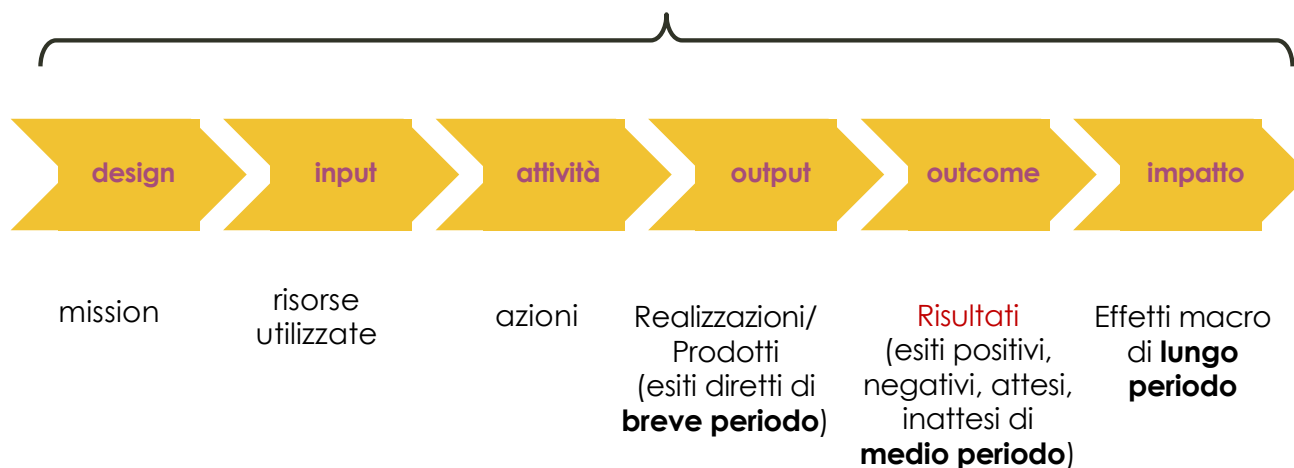 design
input
attività
output
outcome
impatto
mission
risorse
utilizzate
azioni
Realizzazioni/
Prodotti
(esiti diretti di
breve periodo)
Risultati
(esiti positivi,
negativi, attesi,
inattesi di
medio periodo)
Effetti macro
di lungo
periodo